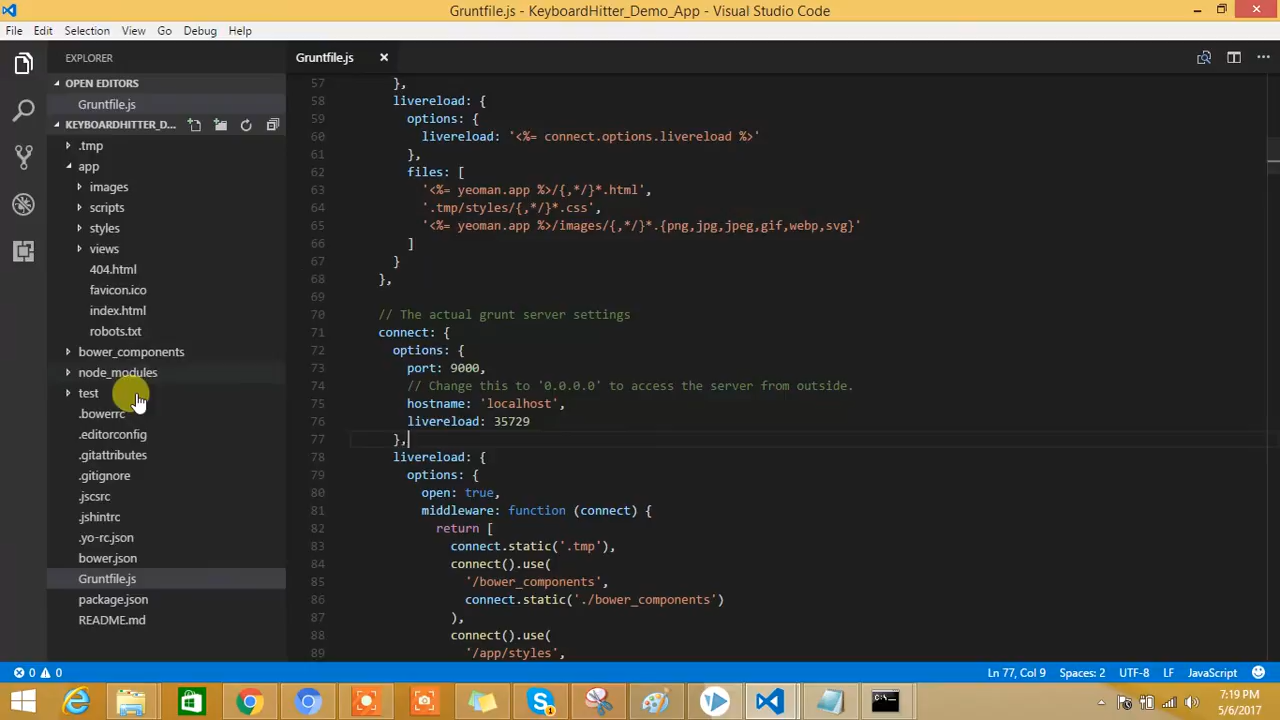 Gruntfile.js - KeyboardHitter_Demo_App - Visual Studio Code
File Edit Selection View Go Debug Help
EXPLORER
OPEN EDITORS
Gruntfile.js
KEYBOARDHITTER_D...
.tmp
app
images
scripts
styles
views
404.html
favicon.ico
index.html
robots.txt
bower_components
node_modules
test
.bowerrc
.editorconfig
.gitattributes
.gitignore
.jscsrc
.jshintrc
.yo-rc.json
bower.json
Gruntfile.js
package.json
README.md
Gruntfile.js
57 },
58 livereload: {
59 options: {
60 livereload: '<%= connect.options.livereload %>'
61 },
62 files: [
63 '<%= yeoman.app %>/{,*/}*.html',
64 '.tmp/styles/{,*/}*.css',
65 '<%= yeoman.app %>/images/{,*/}*.{png,jpg,jpeg,gif,webp,svg}'
66 ]
67 }
68 },
69
70 // The actual grunt server settings
71 connect: {
72 options: {
73 port: 9000,
74 // Change this to '0.0.0.0' to access the server from outside.
75 hostname: 'localhost',
76 livereload: 35729
77 },
78 livereload: {
79 options: {
80 open: true,
81 middleware: function (connect) {
82 return [
83 connect.static('.tmp'),
84 connect().use(
85 '/bower_components',
86 connect.static('./bower_components')
87 ),
88 connect().use(
89 '/app/styles',
0 0
Ln 77, Col 9 Spaces: 2 UTF-8 LF JavaScript
7:19 PM
5/6/2017